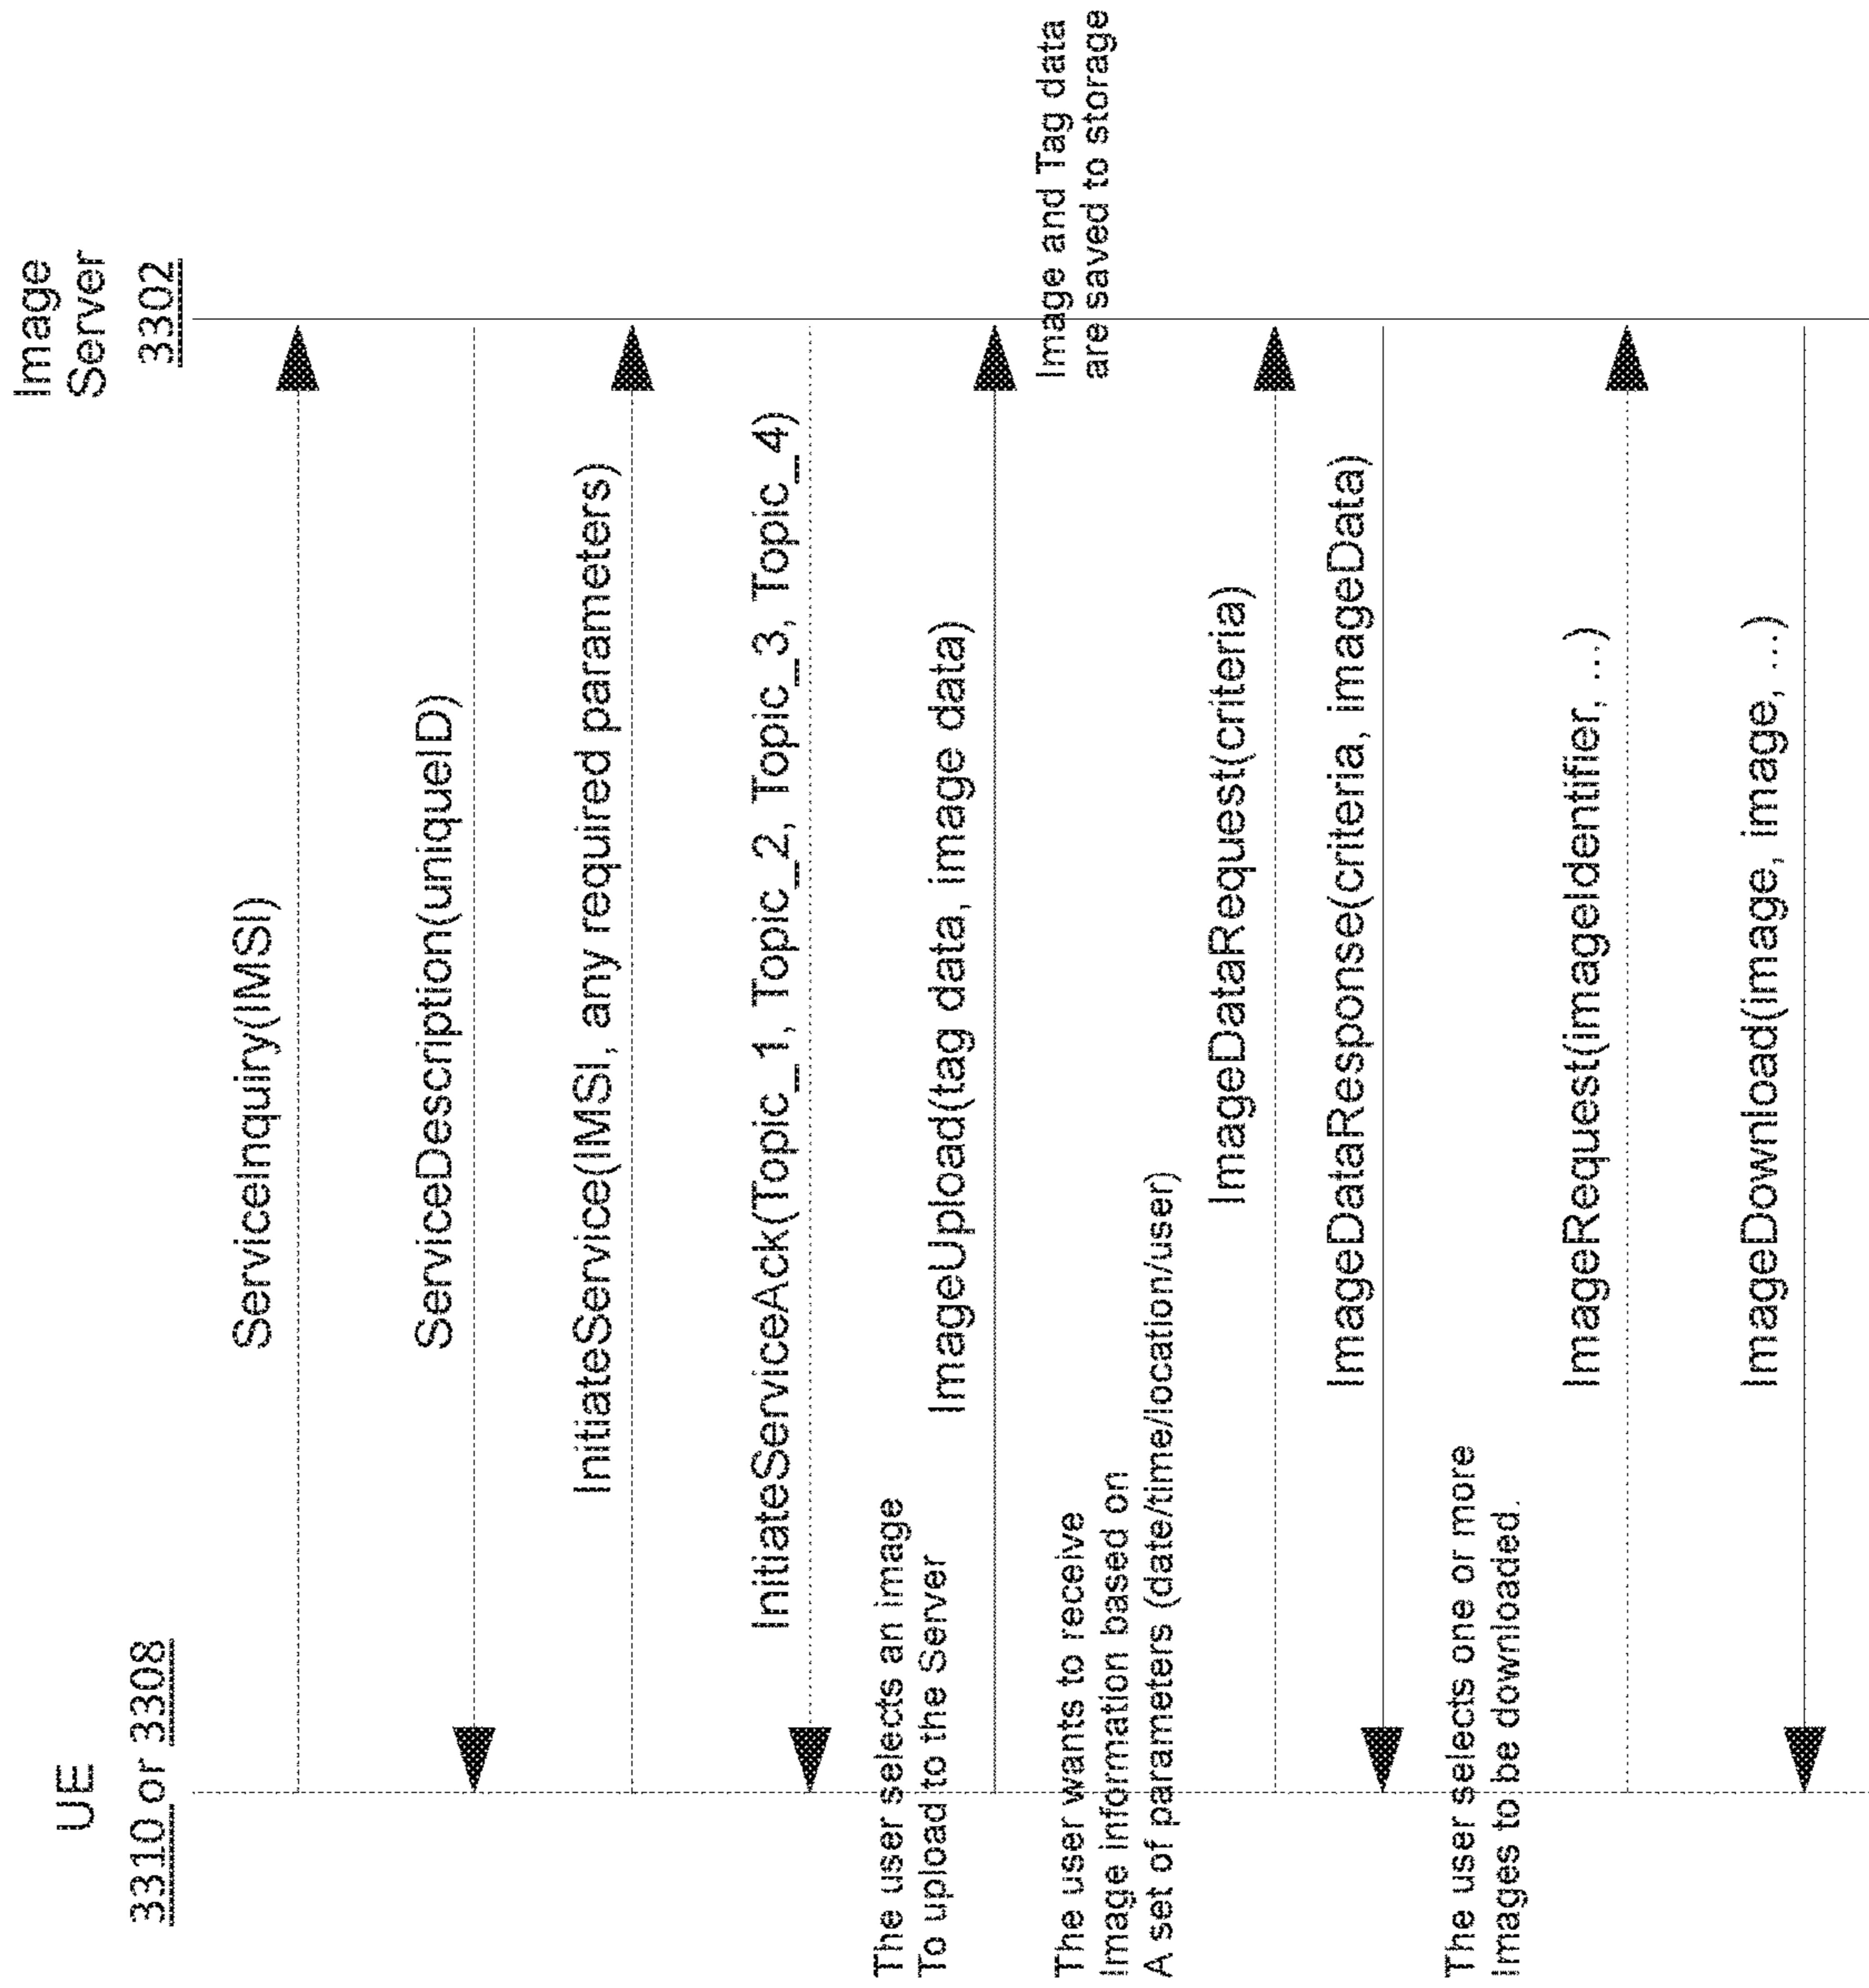 UE
3310 or 3308
Image
Server
3302
ServiceInquiry(IMSI)
ServiceDescription(uniqueID)
InitiateService(IMSI, any required parameters)
InitiateServiceAck(Topic_1, Topic_2, Topic_3, Topic_4)
The user selects an image
To upload to the Server
ImageUpload(tag data, image data)
Image and Tag data
are saved to storage
The user wants to receive
Image information based on
A set of parameters (date/time/location/user)
ImageDataRequest(criteria)
ImageDataResponse(criteria, imageData)
The user selects one or more
Images to be downloaded.
ImageRequest(imageIdentifier, ...)
ImageDownload(image, image, ...)